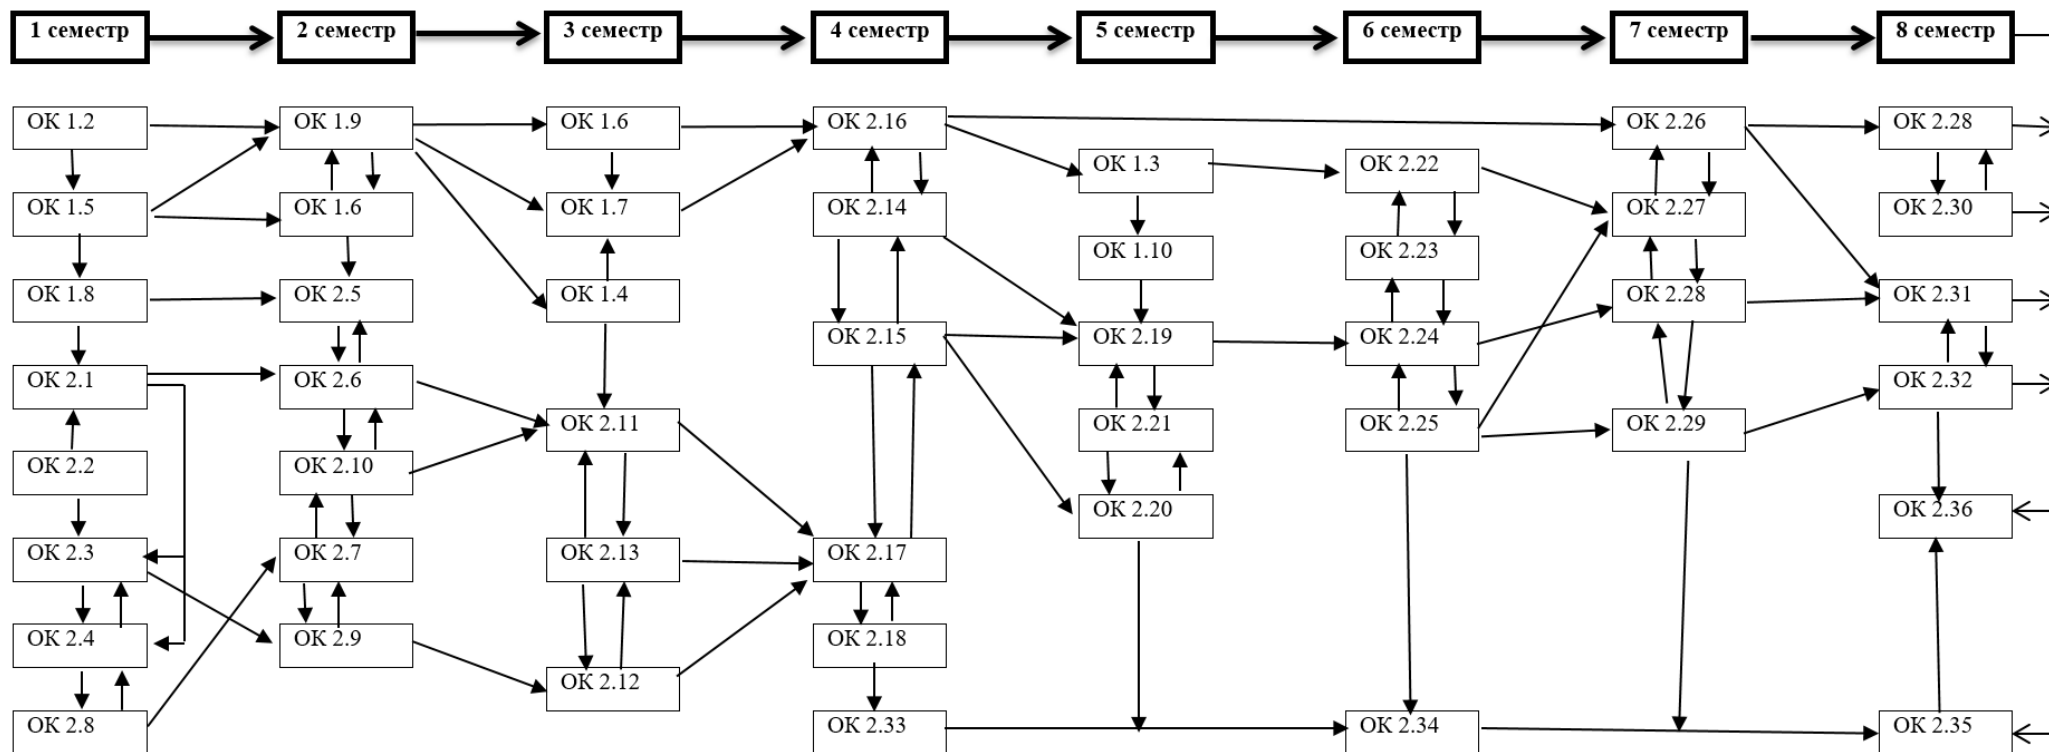 1 семестр
2 семестр
3 семестр
4 семестр
5 семестр
6 семестр
7 семестр
8 семестр
ОК 1.2
ОК 1.5
ОК 1.8
ОК 2.1
ОК 2.2
ОК 2.3
ОК 2.4
ОК 2.8
ОК 1.9
ОК 1.6
ОК 2.5
ОК 2.6
ОК 2.10
ОК 2.7
ОК 2.9
ОК 1.6
ОК 1.7
ОК 1.4
ОК 2.11
ОК 2.13
ОК 2.12
ОК 2.16
ОК 2.14
ОК 2.15
ОК 2.17
ОК 2.18
ОК 2.33
ОК 1.3
ОК 1.10
ОК 2.19
ОК 2.21
ОК 2.20
ОК 2.22
ОК 2.23
ОК 2.24
ОК 2.25
ОК 2.34
ОК 2.26
ОК 2.27
ОК 2.28
ОК 2.29
ОК 2.28
ОК 2.30
ОК 2.31
ОК 2.32
ОК 2.36
ОК 2.35